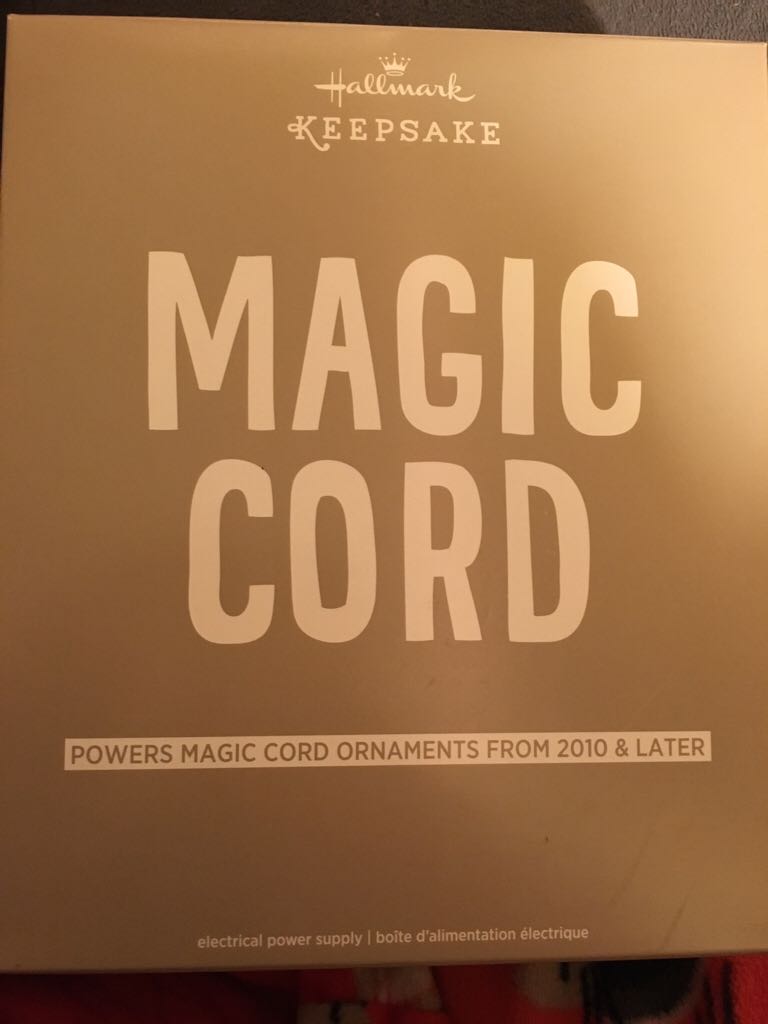 Hallmark
KEEPSAKE
MAGIC
CORD
POWERS MAGIC CORD ORNAMENTS FROM 2010 & LATER
electrical power supply | boîte d'alimentation électrique